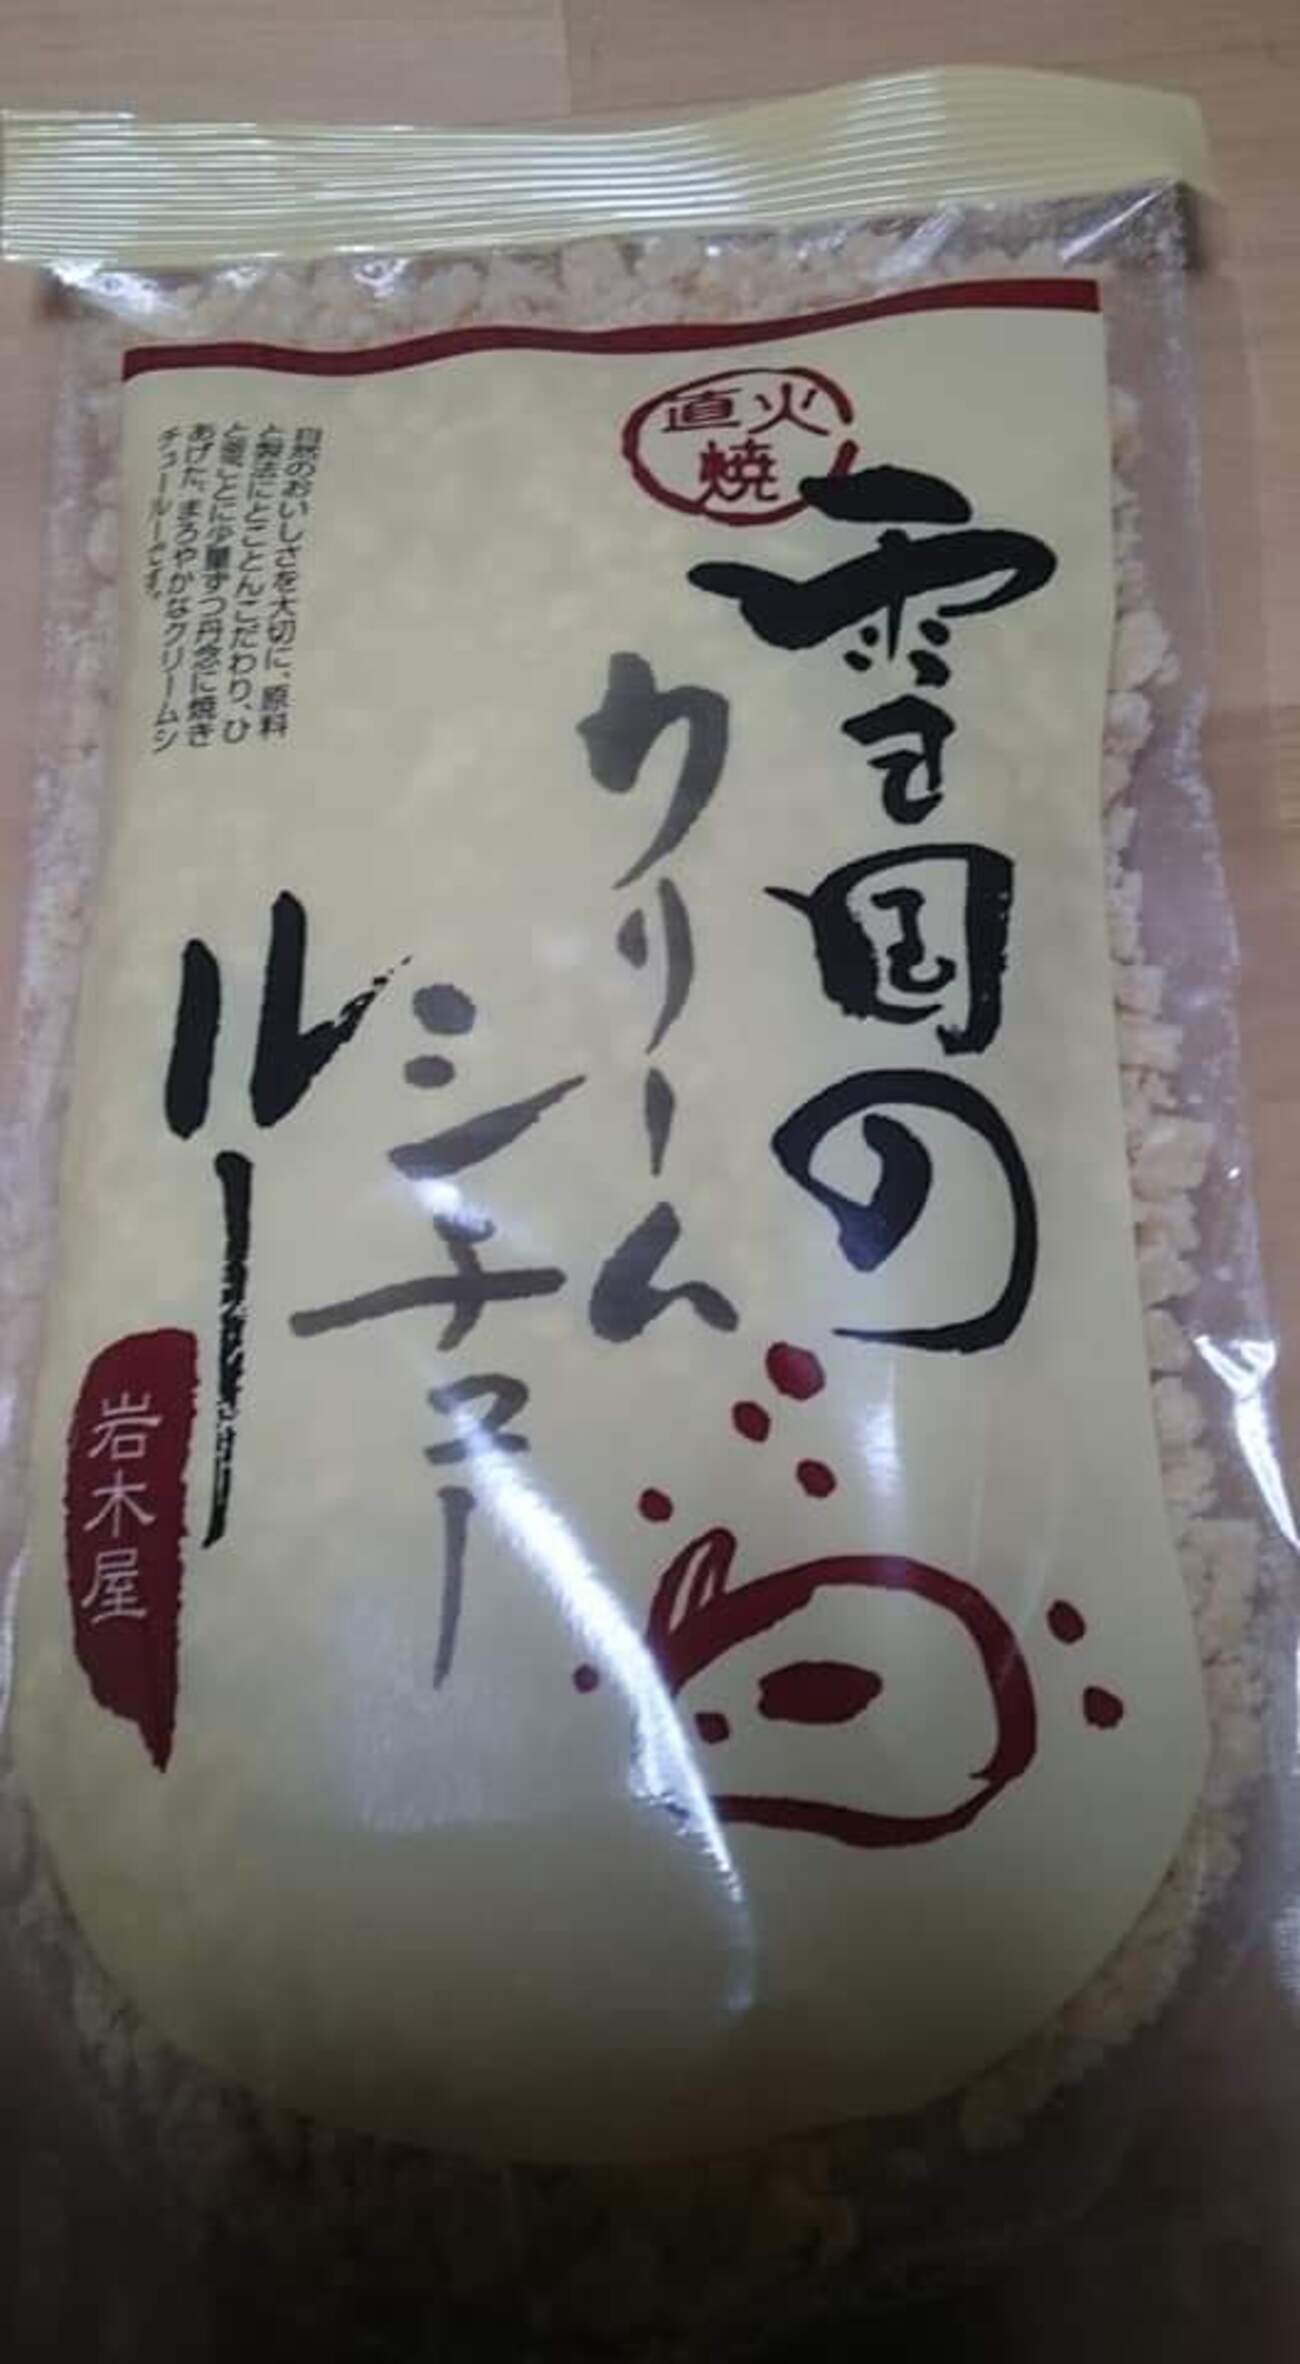 直火
焼
雪国の
クリーム
シチュー
ルー
自然のおいしさを大切に、原料
と製法にとことんこだわり、ひ
と窯ごとに少量ずつ丹念に焼き
あげた、まろやかなクリームシ
チュールーです。
岩木屋